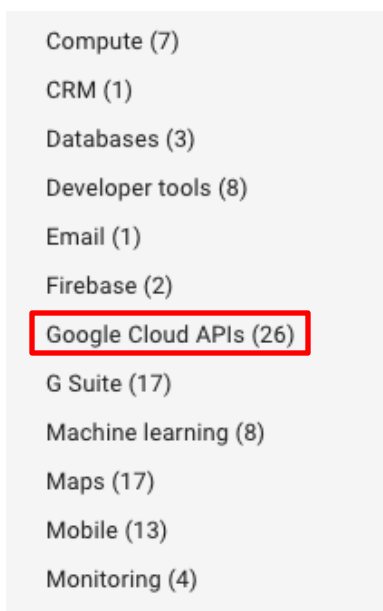 Compute (7)
CRM (1)
Databases (3)
Developer tools (8)
Email (1)
Firebase (2)
Google Cloud APIs (26)
G Suite (17)
Machine learning (8)
Maps (17)
Mobile (13)
Monitoring (4)